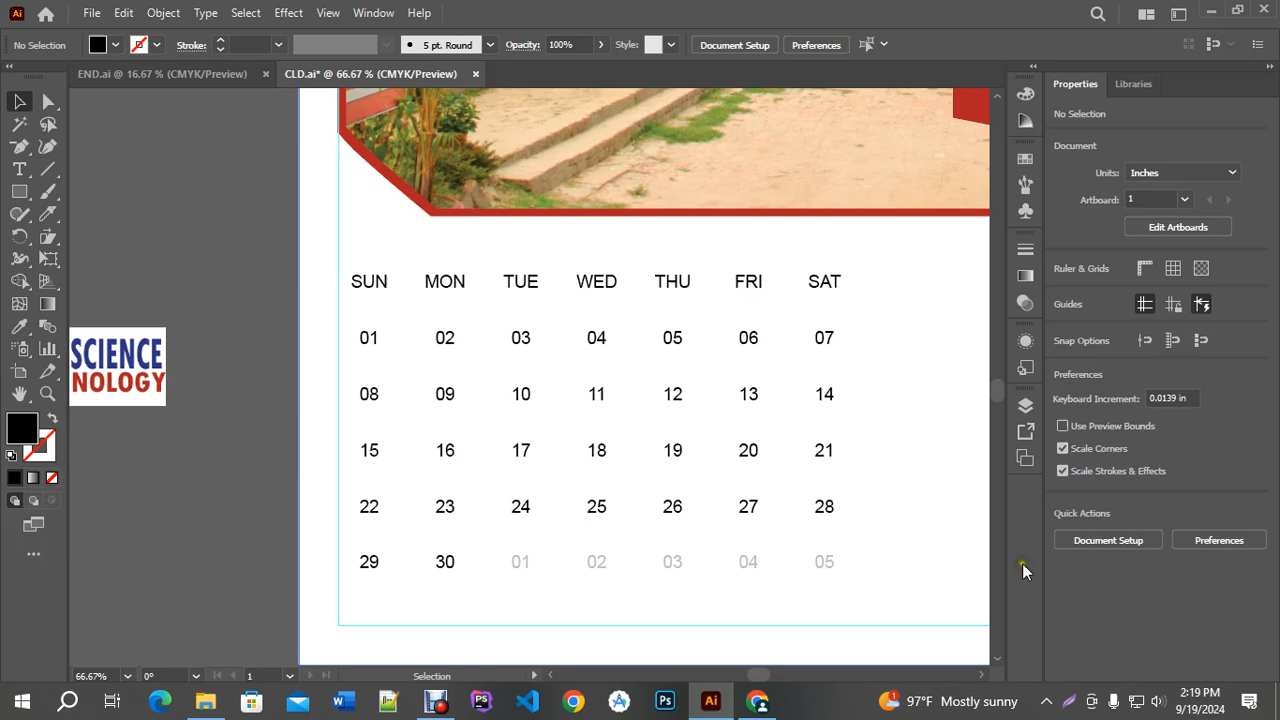 File Edit Object Type Select Effect View Window Help
No Selection Stroke: 5 pt. Round Opacity: 100% Style: Document Setup Preferences
END.ai @ 16.67 % (CMYK/Preview) × CLD.ai* @ 66.67 % (CMYK/Preview) ×
Properties Libraries
No Selection
Document
Units: Inches
Artboard: 1
Edit Artboards
Ruler & Grids
Guides
Snap Options
Preferences
Keyboard Increment: 0.0139 in
Use Preview Bounds
Scale Corners
Scale Strokes & Effects
Quick Actions
Document Setup Preferences
SCIENCE
NOLOGY
SUN MON TUE WED THU FRI SAT
01 02 03 04 05 06 07
08 09 10 11 12 13 14
15 16 17 18 19 20 21
22 23 24 25 26 27 28
29 30 01 02 03 04 05
66.67% 0° 1 Selection
97°F Mostly sunny
2:19 PM
9/19/2024